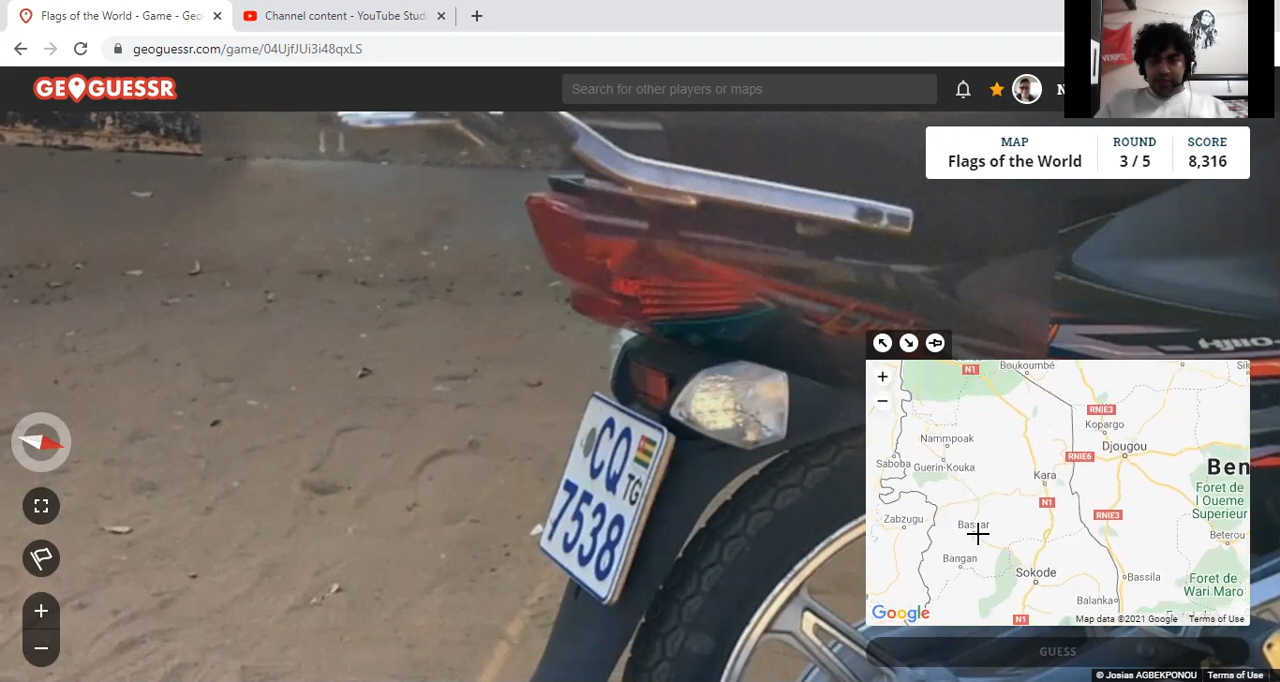 Flags of the World - Game - Geo
Channel content - YouTube Stud
geoguessr.com/game/04UjfJUi3i48qxLS
GEOGUESSR
Search for other players or maps
N
MAP
ROUND
SCORE
Flags of the World
3 / 5
8,316
CQ
TG
7538
N1
Boukoumbé
Sik
RNIE3
Kopargo
Nammpoak
Djougou
RNIE6
Saboba
Guerin-Kouka
Ben
Kara
Foret de
l Oueme
Superieur
N1
RNIE3
Zabzugu
Bassar
Beterou
Bangan
Sokode
Bassila
Foret de
Wari Maro
Balanka
Google
N1
Map data ©2021 Google
Terms of Use
GUESS
© Josias AGBEKPONOU
Terms of Use